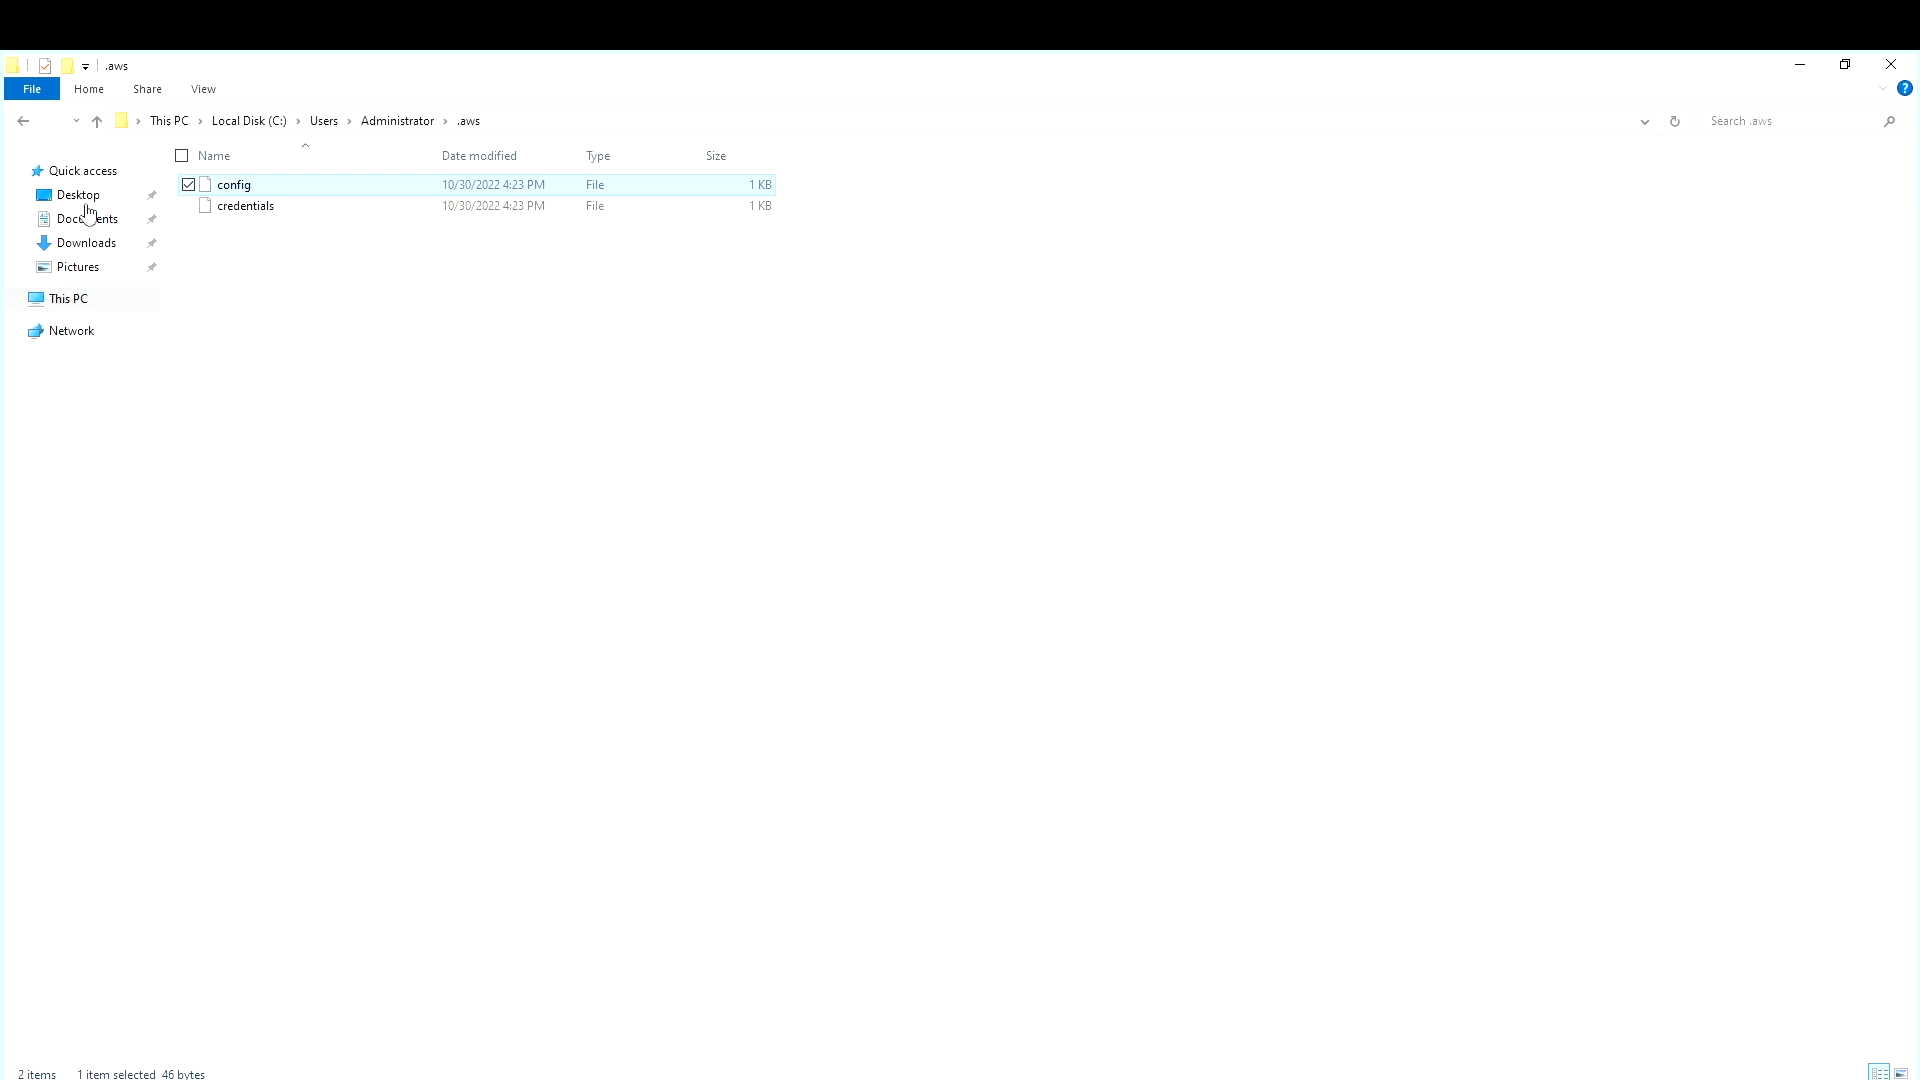 .aws
File Home Share View
This PC Local Disk (C:) Users Administrator .aws Search .aws
Name Date modified Type Size
Quick access
config 10/30/2022 4:23 PM File 1 KB
Desktop
credentials 10/30/2022 4:23 PM File 1 KB
Downloads
Pictures
This PC
Network
2 items 1 item selected 46 bytes